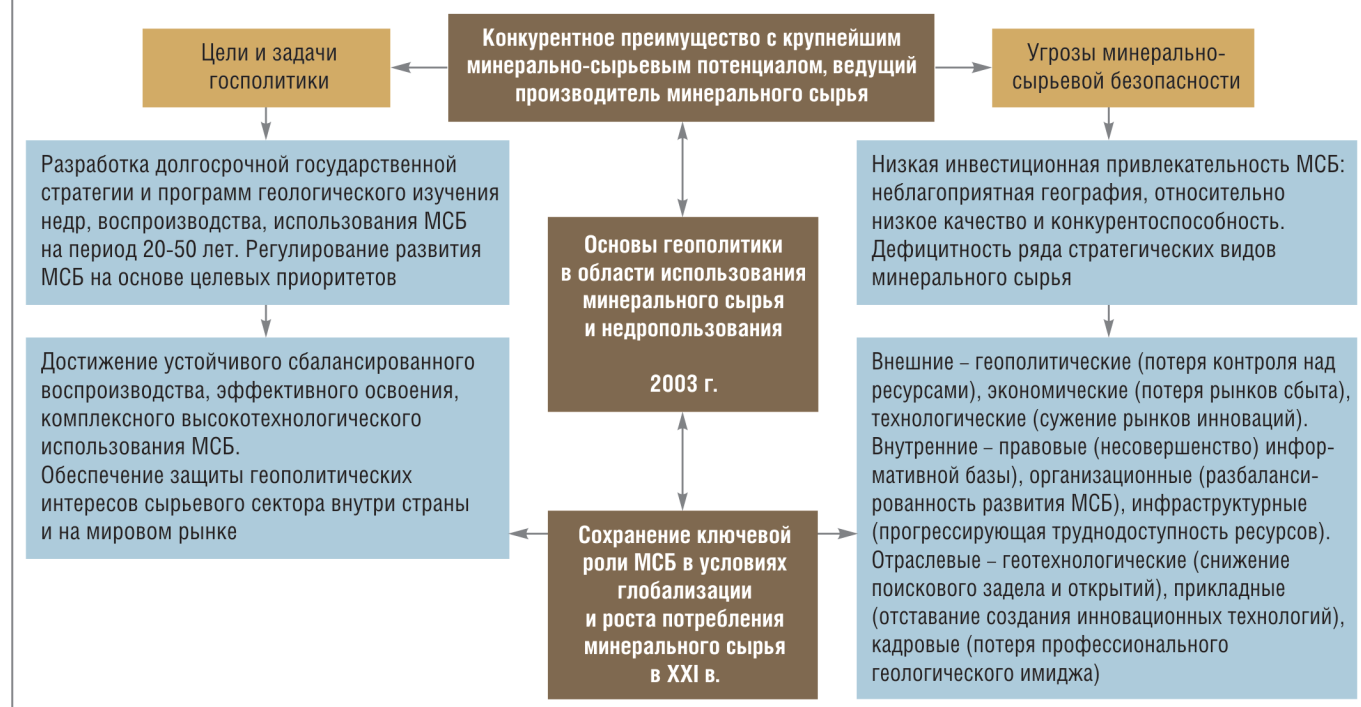 Цели и задачи
госполитики
Конкурентное преимущество с крупнейшим
минерально-сырьевым потенциалом, ведущий
производитель минерального сырья
Угрозы минерально-
сырьевой безопасности
Разработка долгосрочной государственной
стратегии и программ геологического изучения
недр, воспроизводства, использования МСБ
на период 20-50 лет. Регулирование развития
МСБ на основе целевых приоритетов
Основы геополитики
в области использования
минерального сырья
и недропользования
2003 г.
Низкая инвестиционная привлекательность МСБ:
неблагоприятная география, относительно
низкое качество и конкурентоспособность.
Дефицитность ряда стратегических видов
минерального сырья
Достижение устойчивого сбалансированного
воспроизводства, эффективного освоения,
комплексного высокотехнологического
использования МСБ.
Обеспечение защиты геополитических
интересов сырьевого сектора внутри страны
и на мировом рынке
Сохранение ключевой
роли МСБ в условиях
глобализации
и роста потребления
минерального сырья
в XXI в.
Внешние – геополитические (потеря контроля над
ресурсами), экономические (потеря рынков сбыта),
технологические (сужение рынков инноваций).
Внутренние – правовые (несовершенство) инфор-
мативной базы), организационные (разбаланси-
рованность развития МСБ), инфраструктурные
(прогрессирующая труднодоступность ресурсов).
Отраслевые – геотехнологические (снижение
поискового задела и открытий), прикладные
(отставание создания инновационных технологий),
кадровые (потеря профессионального
геологического имиджа)